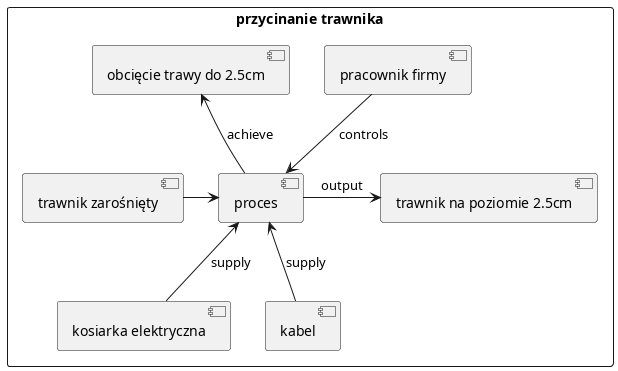 przycinanie trawnika
obcięcie trawy do 2.5cm
pracownik firmy
achieve
controls
trawnik zarośnięty
proces
output
trawnik na poziomie 2.5cm
supply
supply
kosiarka elektryczna
kabel